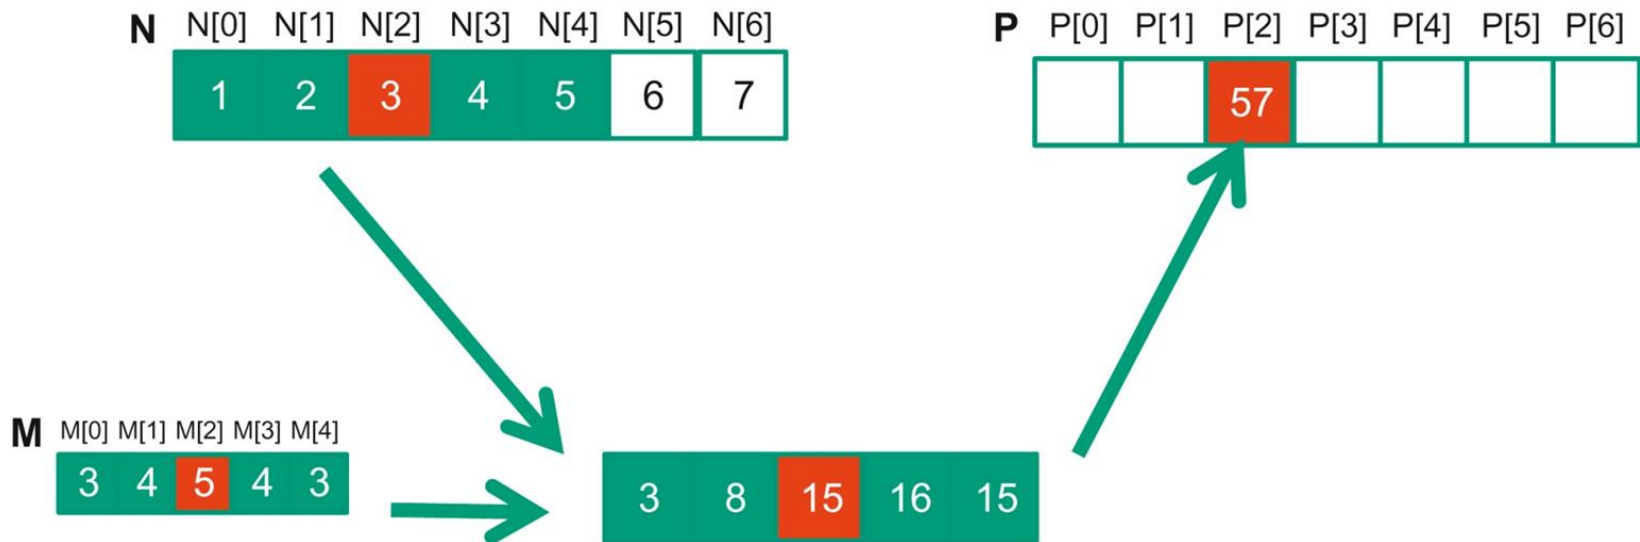 N N[0] N[1] N[2] N[3] N[4] N[5] N[6]
1 2 3 4 5 6 7
P P[0] P[1] P[2] P[3] P[4] P[5] P[6]
57
M M[0] M[1] M[2] M[3] M[4]
3 4 5 4 3
3 8 15 16 15